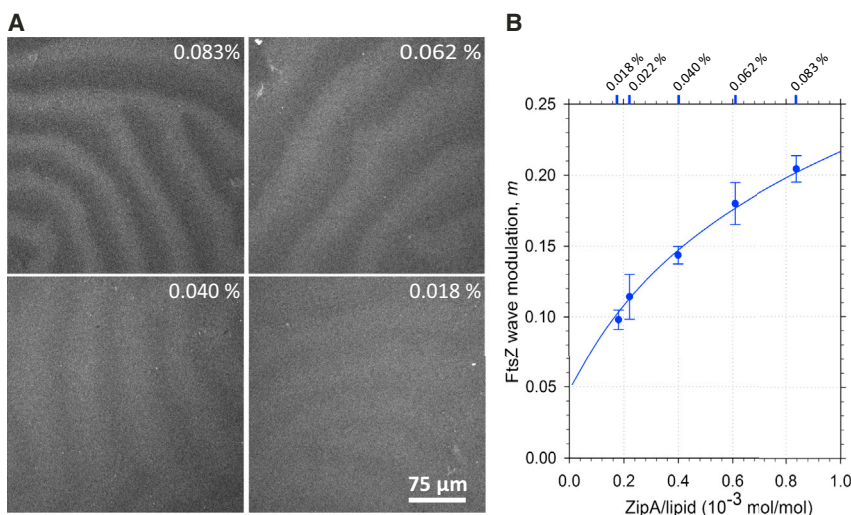 A
0.083%
0.062 %
0.040 %
0.018 %
75 µm
B
0.018 %
0.022 %
0.040 %
0.062 %
0.083 %
0.25
0.20
0.15
0.10
0.05
0.00
FtsZ wave modulation, m
0.0 0.2 0.4 0.6 0.8 1.0
ZipA/lipid (10-3 mol/mol)